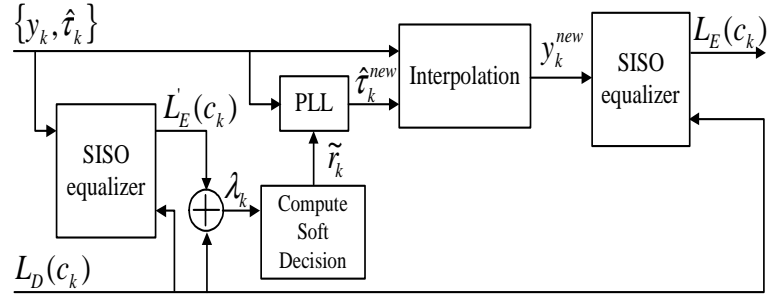 {y_k, τ̂_k}
L_E(c_k)
y_k^{new}
τ̂_k^{new}
Interpolation
SISO
equalizer
PLL
L'_E(c_k)
r̃_k
SISO
equalizer
λ_k
+
Compute
Soft
Decision
L_D(c_k)